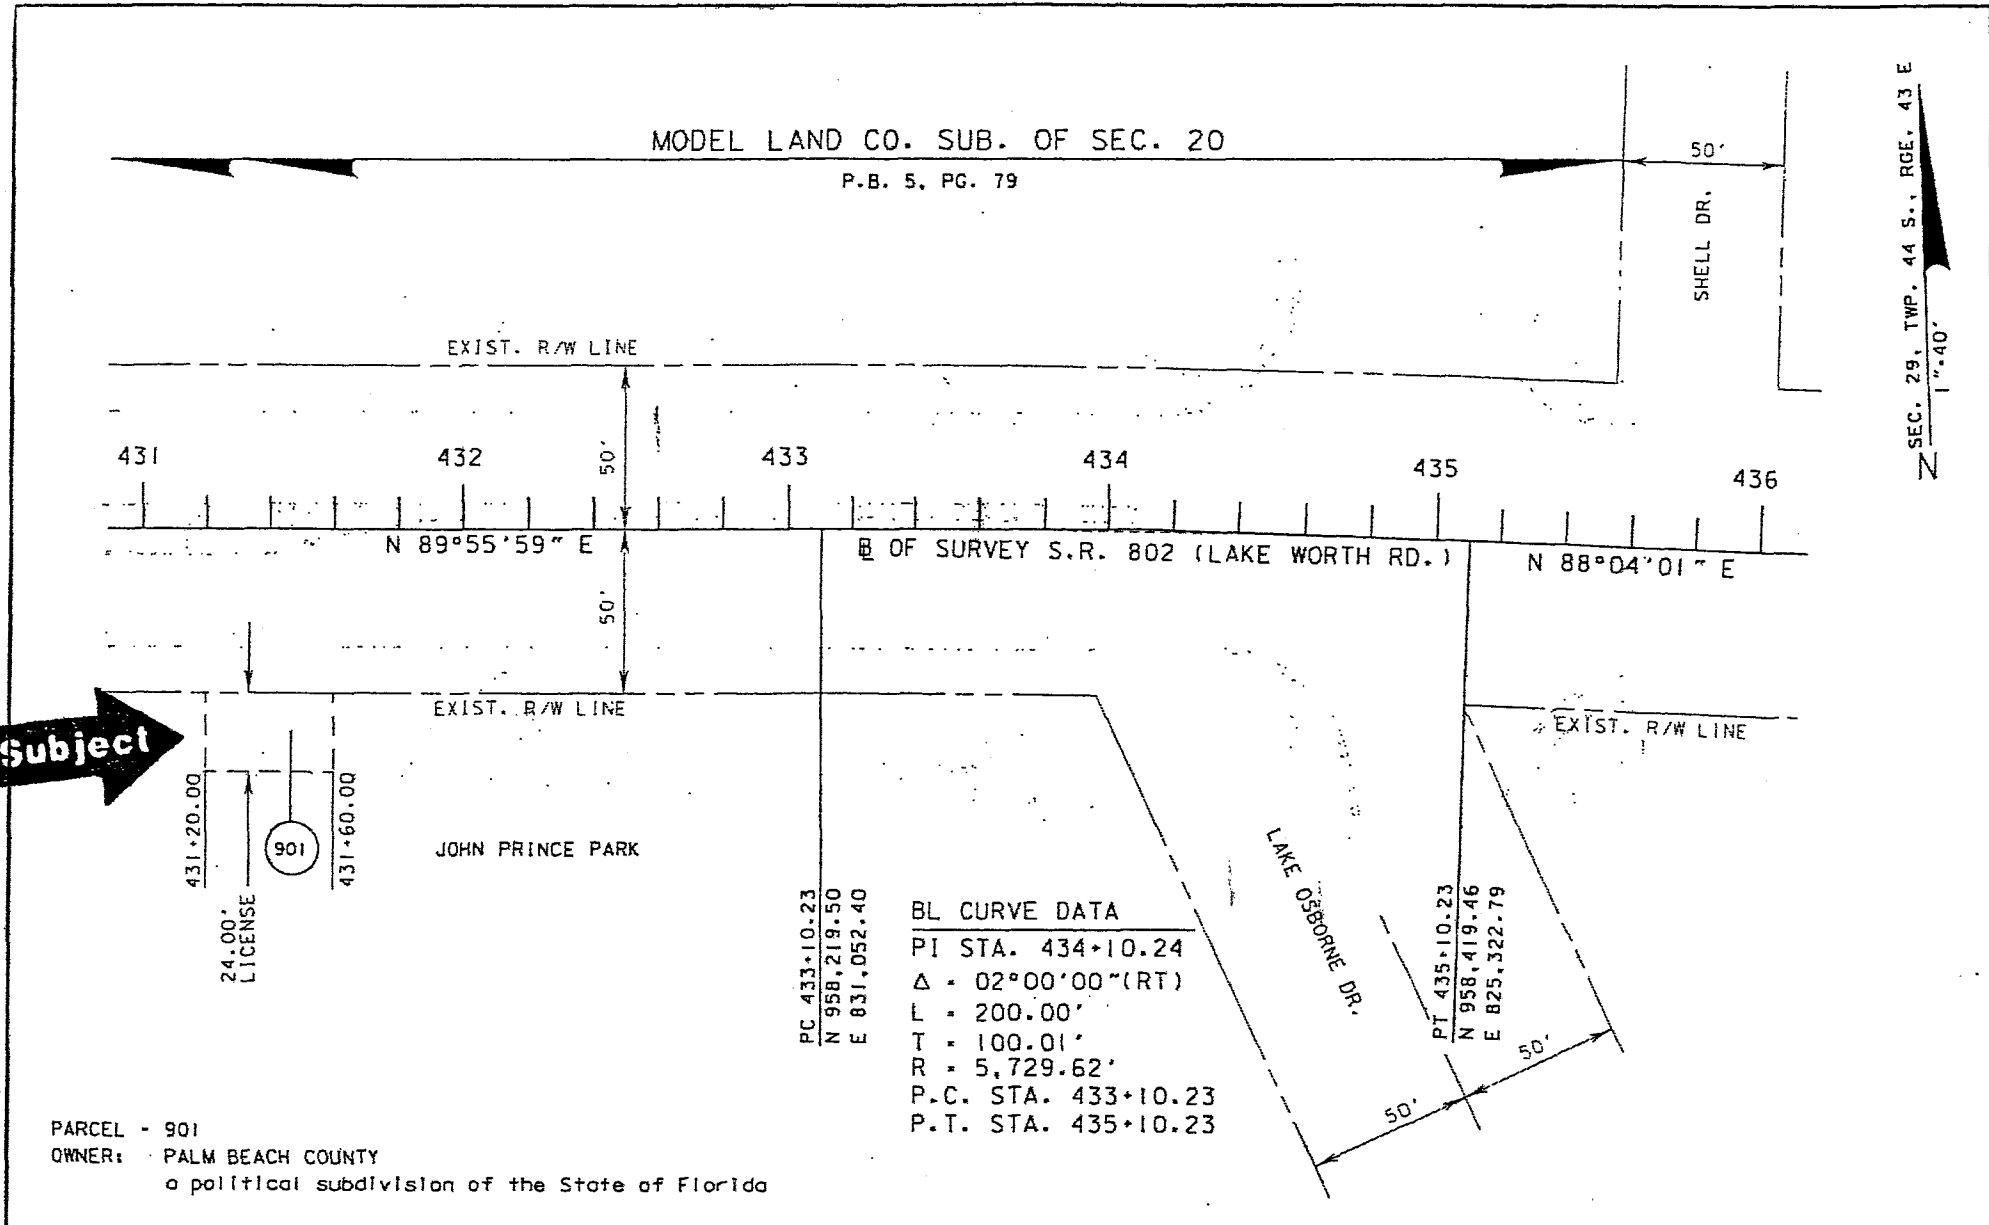 MODEL LAND CO. SUB. OF SEC. 20
P.B. 5, PG. 79
50'
SHELL DR.
SEC. 29, TWP. 44 S., RGE. 43 E
1"=40'
N
EXIST. R/W LINE
50'
431
432
433
434
435
436
N 89°55'59" E
BL OF SURVEY S.R. 802 (LAKE WORTH RD.)
N 88°04'01" E
50'
EXIST. R/W LINE
EXIST. R/W LINE
Subject
431+20.00
431+60.00
901
24.00'
LICENSE
JOHN PRINCE PARK
PC 433+10.23
N 958,219.50
E 831,052.40
BL CURVE DATA
PI STA. 434+10.24
Δ = 02°00'00"(RT)
L = 200.00'
T = 100.01'
R = 5,729.62'
P.C. STA. 433+10.23
P.T. STA. 435+10.23
LAKE OSBORNE DR.
PT 435+10.23
N 958,419.46
E 825,322.79
50'
50'
PARCEL - 901
OWNER: PALM BEACH COUNTY
a political subdivision of the State of Florida